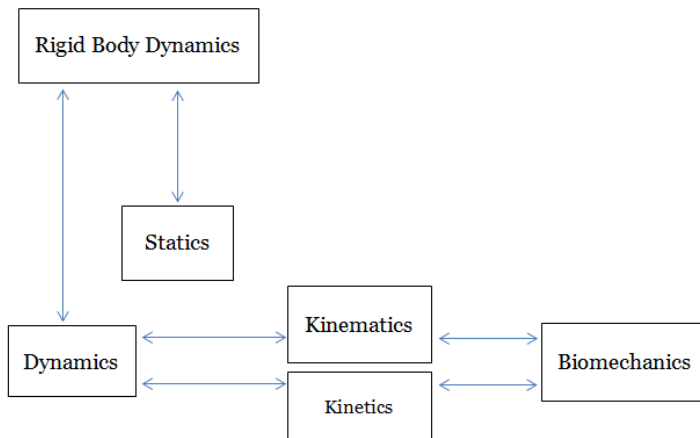 Rigid Body Dynamics
Statics
Kinematics
Dynamics
Biomechanics
Kinetics